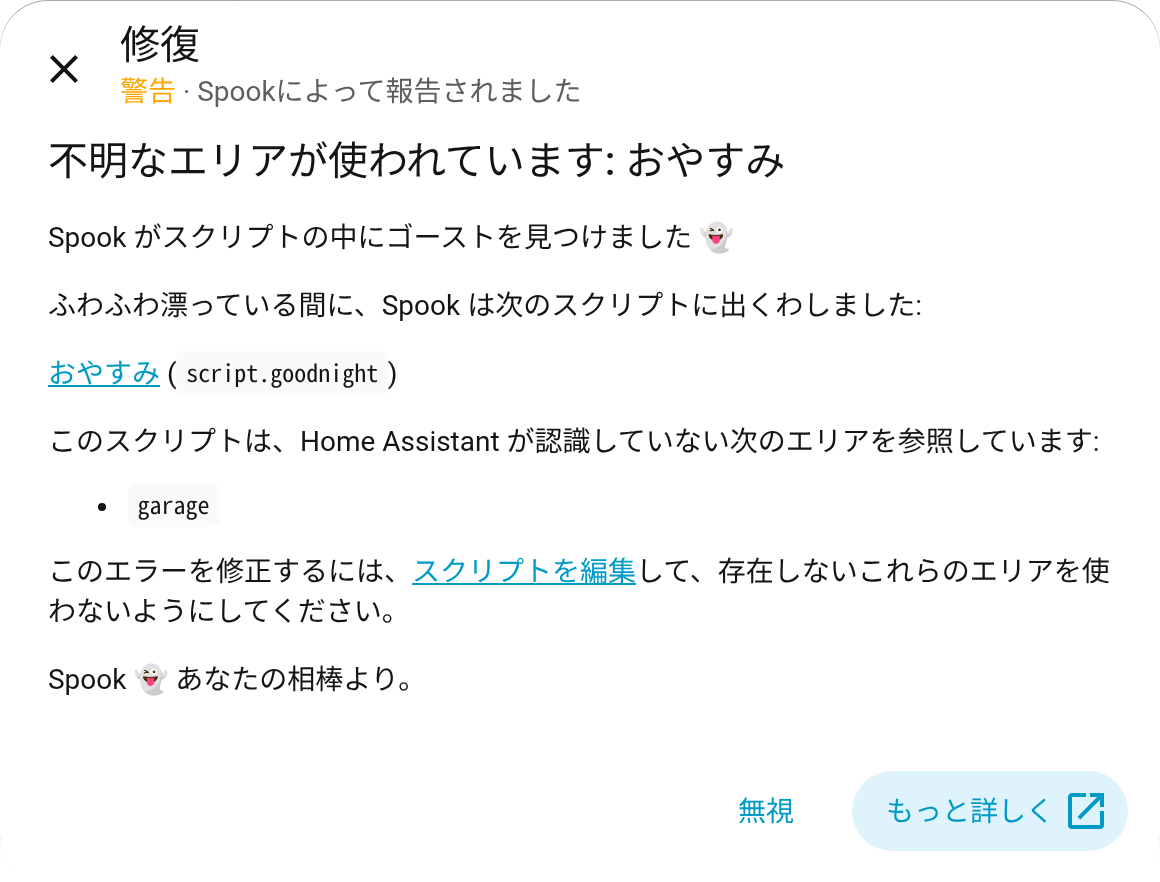 修復
警告 · Spookによって報告されました
不明なエリアが使われています: おやすみ
Spook がスクリプトの中にゴーストを見つけました 👻
ふわふわ漂っている間に、Spook は次のスクリプトに出くわしました:
おやすみ ( script.goodnight )
このスクリプトは、Home Assistant が認識していない次のエリアを参照しています:
• garage
このエラーを修正するには、スクリプトを編集して、存在しないこれらのエリアを使
わないようにしてください。
Spook 👻 あなたの相棒より。
無視
もっと詳しく